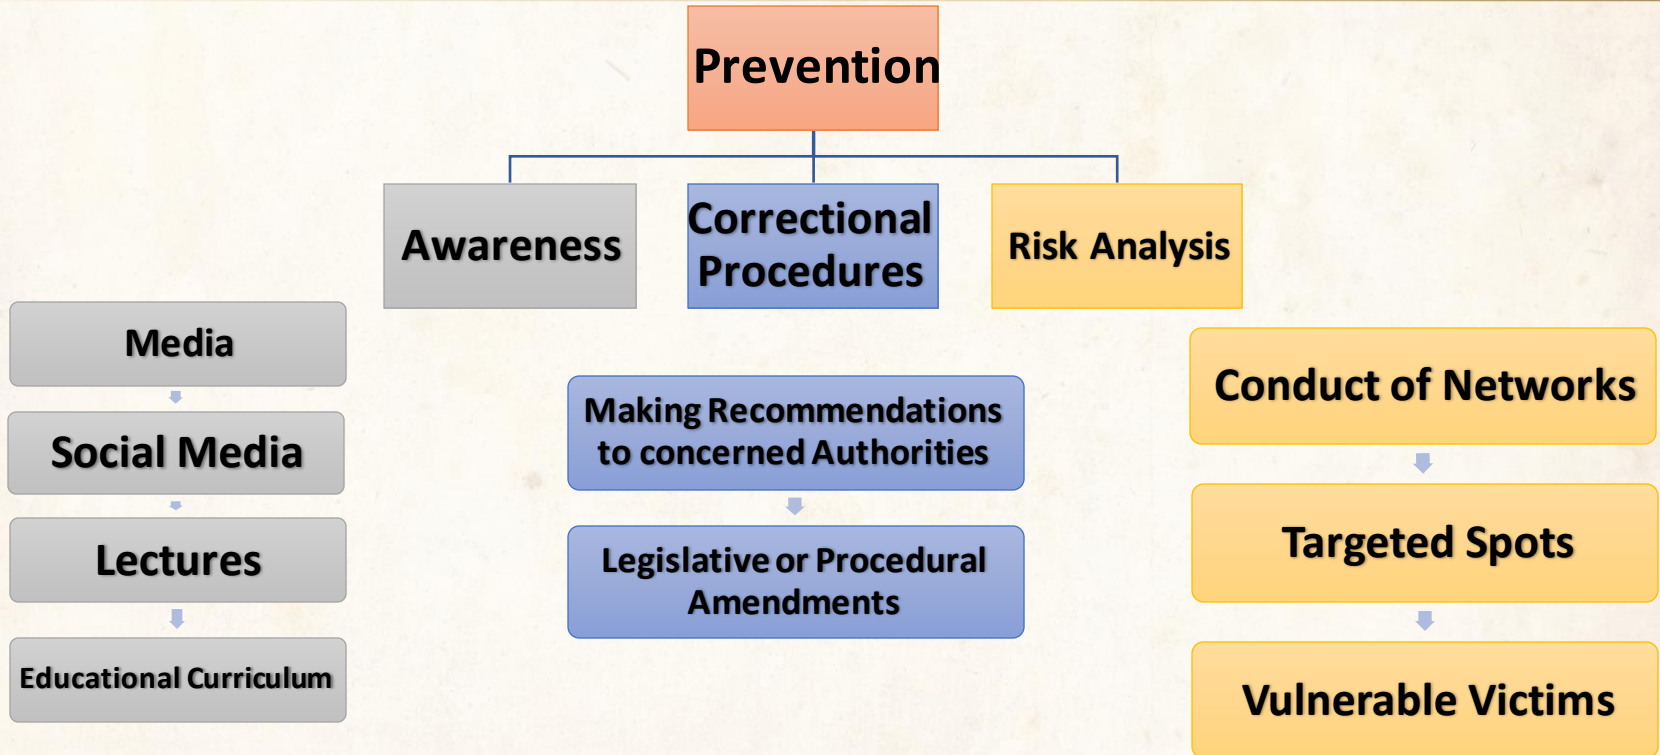 Prevention
Awareness
Correctional
Procedures
Risk Analysis
Media
Social Media
Lectures
Educational Curriculum
Making Recommendations
to concerned Authorities
Legislative or Procedural
Amendments
Conduct of Networks
Targeted Spots
Vulnerable Victims